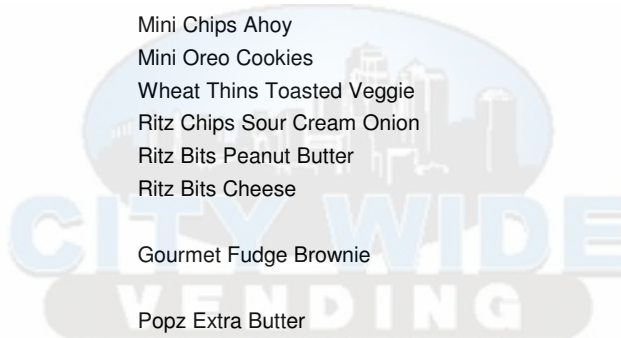 Mini Chips Ahoy
Mini Oreo Cookies
Wheat Thins Toasted Veggie
Ritz Chips Sour Cream Onion
Ritz Bits Peanut Butter
Ritz Bits Cheese
CITY WIDE
Gourmet Fudge Brownie
VENDING
Popz Extra Butter